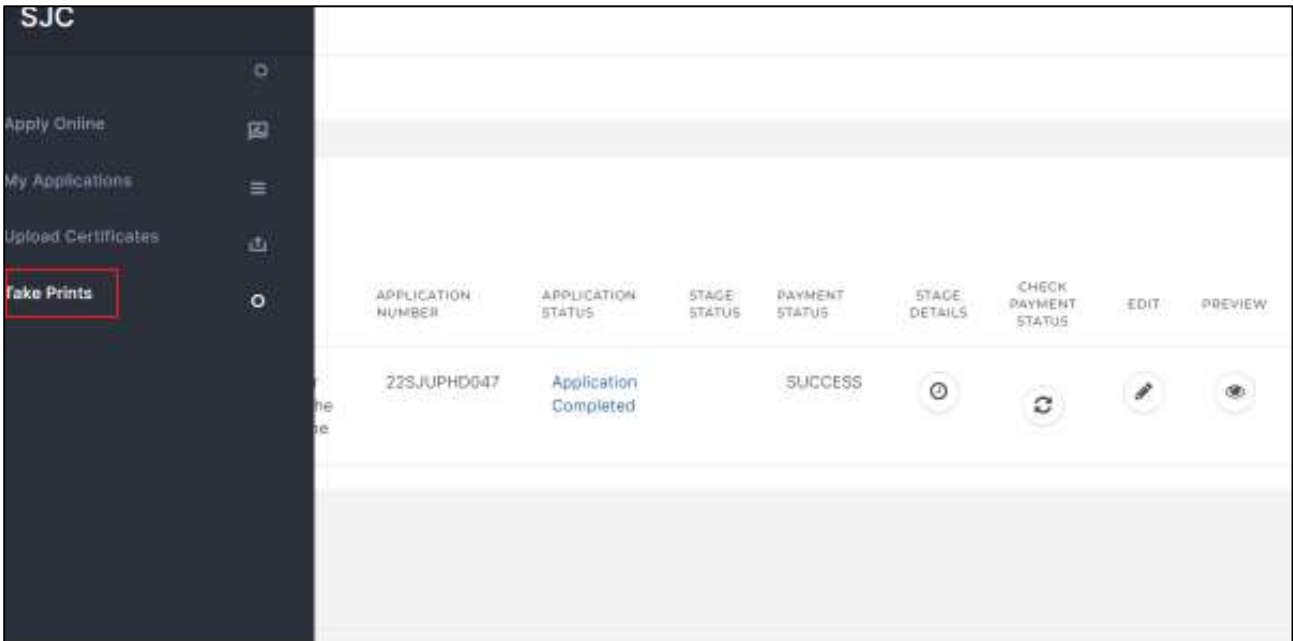 SJC
Apply Online
My Applications
Upload Certificates
Take Prints
APPLICATION NUMBER
APPLICATION STATUS
STAGE STATUS
PAYMENT STATUS
STAGE DETAILS
CHECK PAYMENT STATUS
EDIT
PREVIEW
22SJUPHD047
Application Completed
SUCCESS